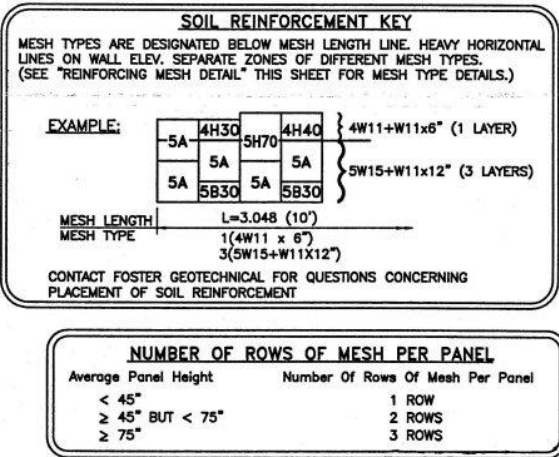 SOIL REINFORCEMENT KEY
MESH TYPES ARE DESIGNATED BELOW MESH LENGTH LINE. HEAVY HORIZONTAL
LINES ON WALL ELEV. SEPARATE ZONES OF DIFFERENT MESH TYPES.
(SEE "REINFORCING MESH DETAIL" THIS SHEET FOR MESH TYPE DETAILS.)
EXAMPLE:
5A 4H30 5H70 4H40 4W11+W11x6" (1 LAYER)
5A 5A
5W15+W11x12" (3 LAYERS)
5A 5B30 5A 5B30
MESH LENGTH L=3.048 (10')
MESH TYPE 1(4W11 x 6")
3(5W15+W11X12")
CONTACT FOSTER GEOTECHNICAL FOR QUESTIONS CONCERNING
PLACEMENT OF SOIL REINFORCEMENT
NUMBER OF ROWS OF MESH PER PANEL
Average Panel Height Number Of Rows Of Mesh Per Panel
< 45" 1 ROW
≥ 45" BUT < 75" 2 ROWS
≥ 75" 3 ROWS